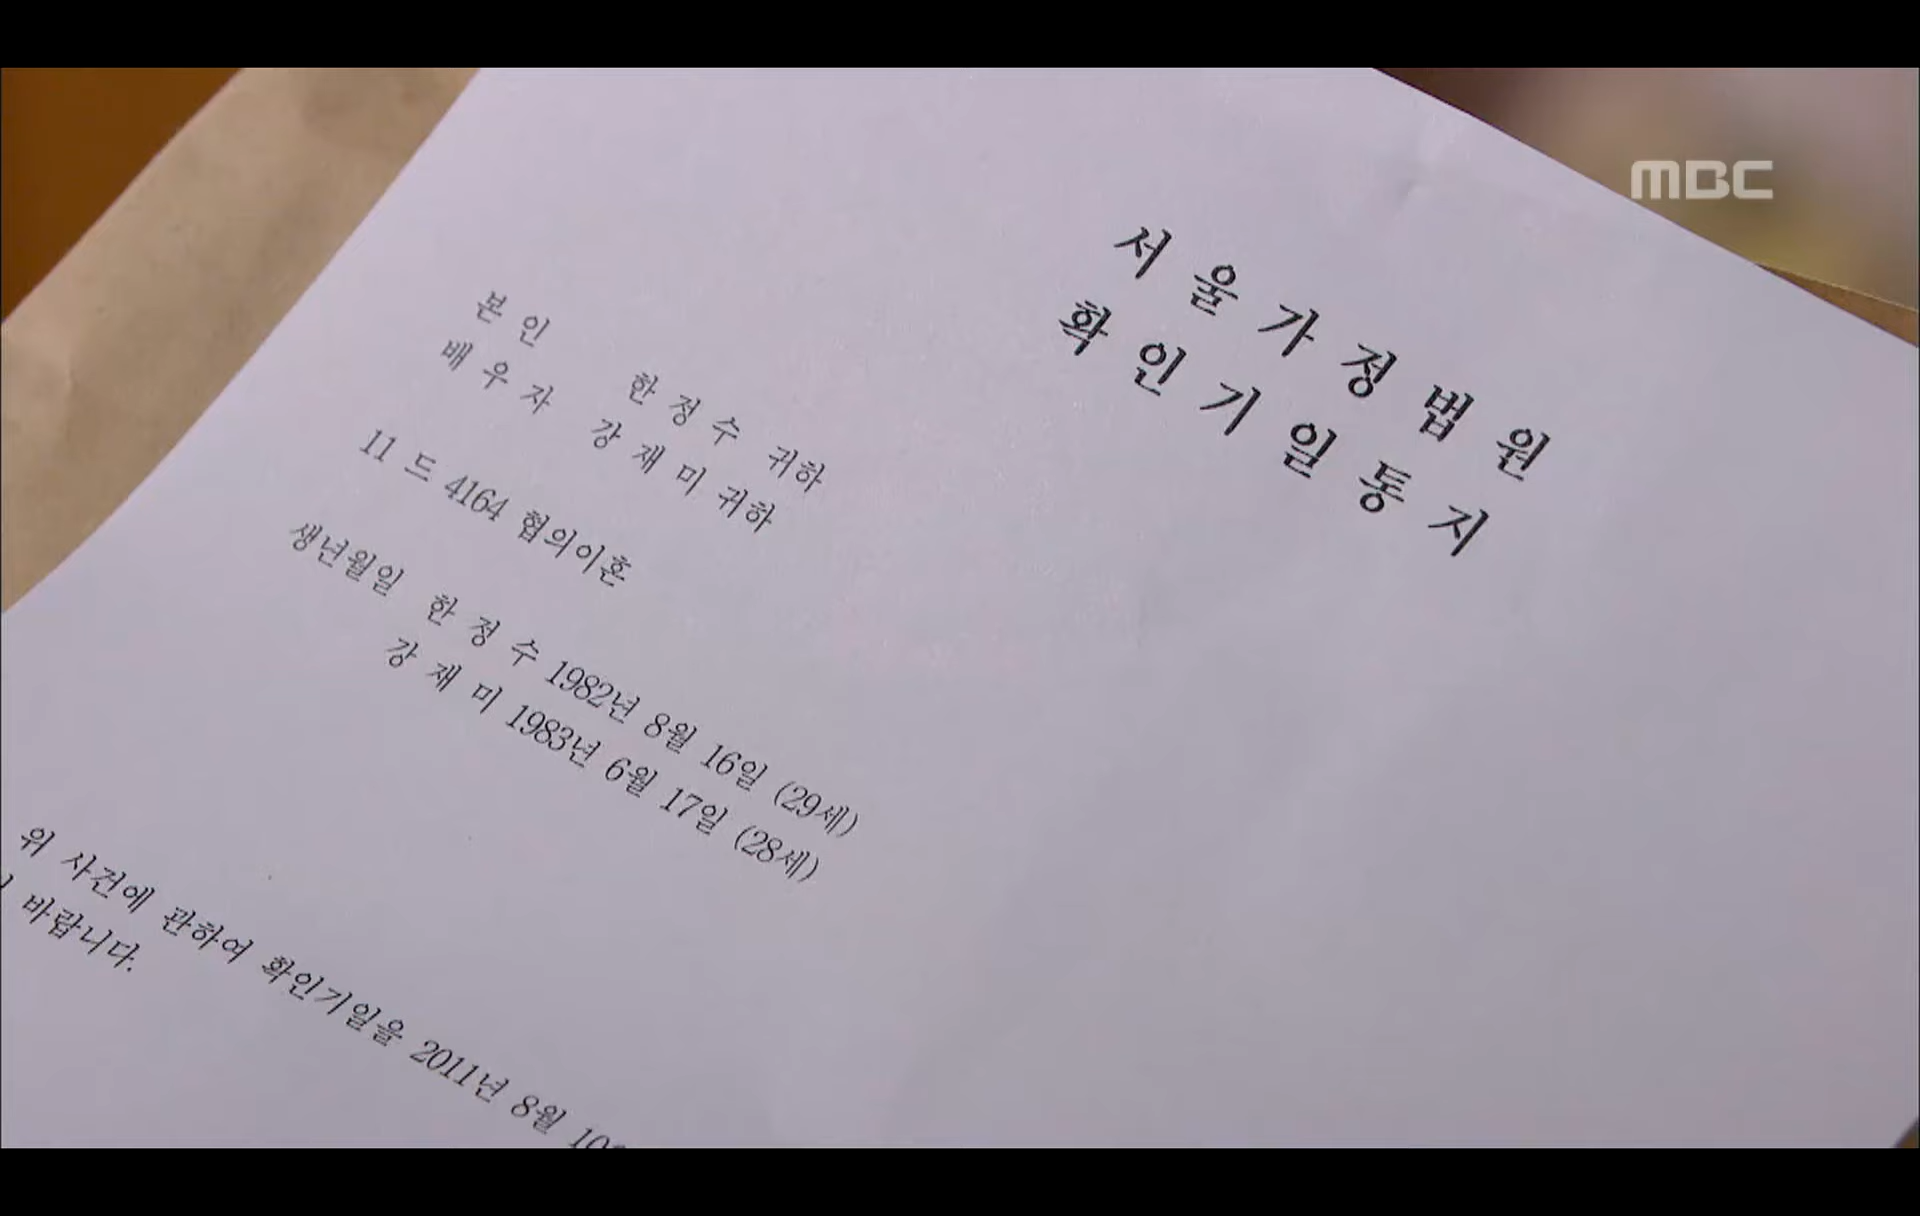 MBC
서울가정법원
확인기일통지
본인 한정수 귀하
배우자 강재미 귀하
11 드 4164 협의이혼
생년월일 한정수 1982년 8월 16일 (29세)
강재미 1983년 6월 17일 (28세)
위 사건에 관하여 확인기일을 2011년 8월
바랍니다.